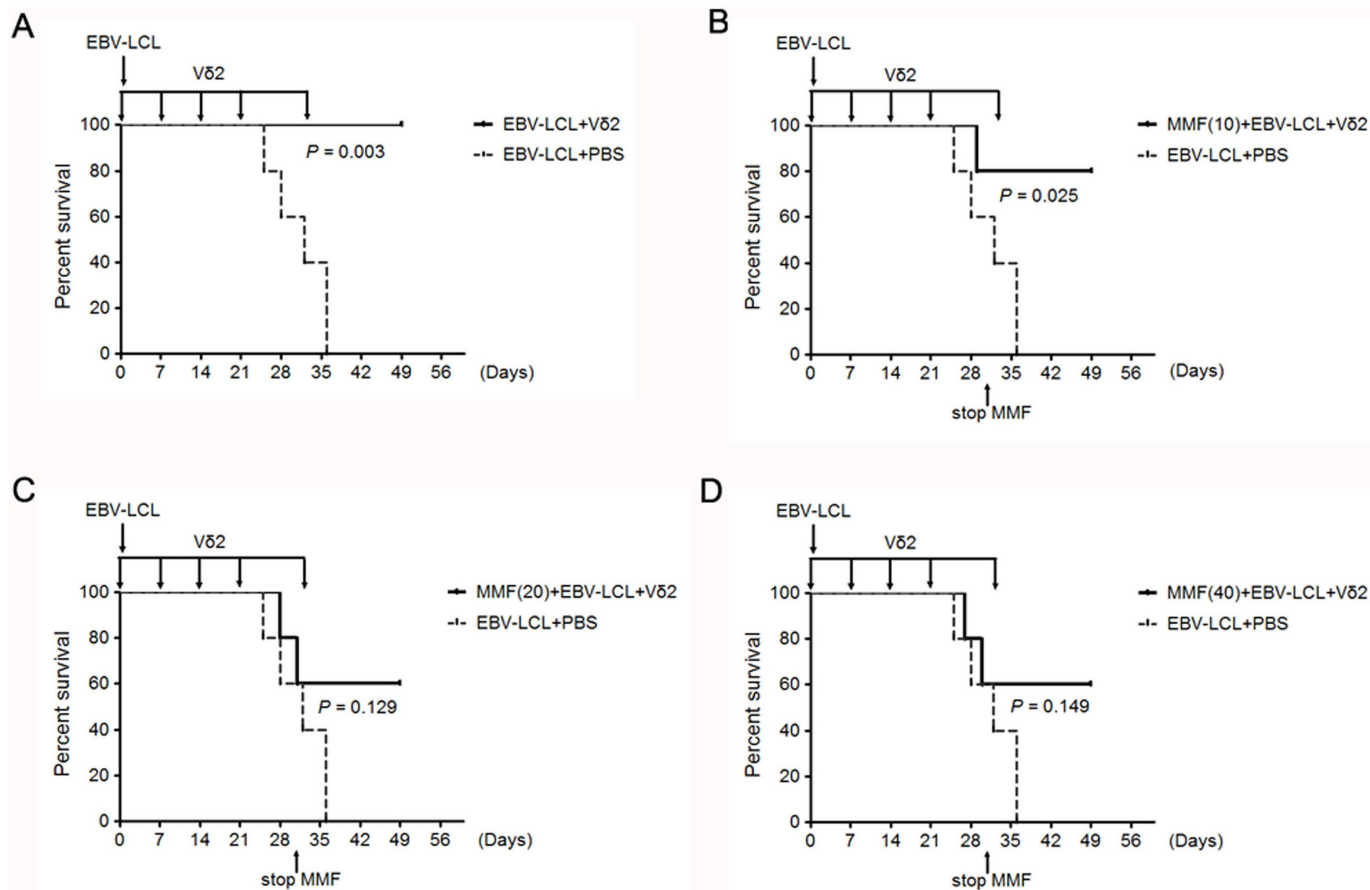 A
EBV-LCL
Vδ2
100
80
60
40
20
0
Percent survival
P = 0.003
EBV-LCL+Vδ2
EBV-LCL+PBS
0 7 14 21 28 35 42 49 56 (Days)
B
EBV-LCL
Vδ2
100
80
60
40
20
0
Percent survival
P = 0.025
MMF(10)+EBV-LCL+Vδ2
EBV-LCL+PBS
0 7 14 21 28 35 42 49 56 (Days)
stop MMF
C
EBV-LCL
Vδ2
100
80
60
40
20
0
Percent survival
P = 0.129
MMF(20)+EBV-LCL+Vδ2
EBV-LCL+PBS
0 7 14 21 28 35 42 49 56 (Days)
stop MMF
D
EBV-LCL
Vδ2
100
80
60
40
20
0
Percent survival
P = 0.149
MMF(40)+EBV-LCL+Vδ2
EBV-LCL+PBS
0 7 14 21 28 35 42 49 56 (Days)
stop MMF